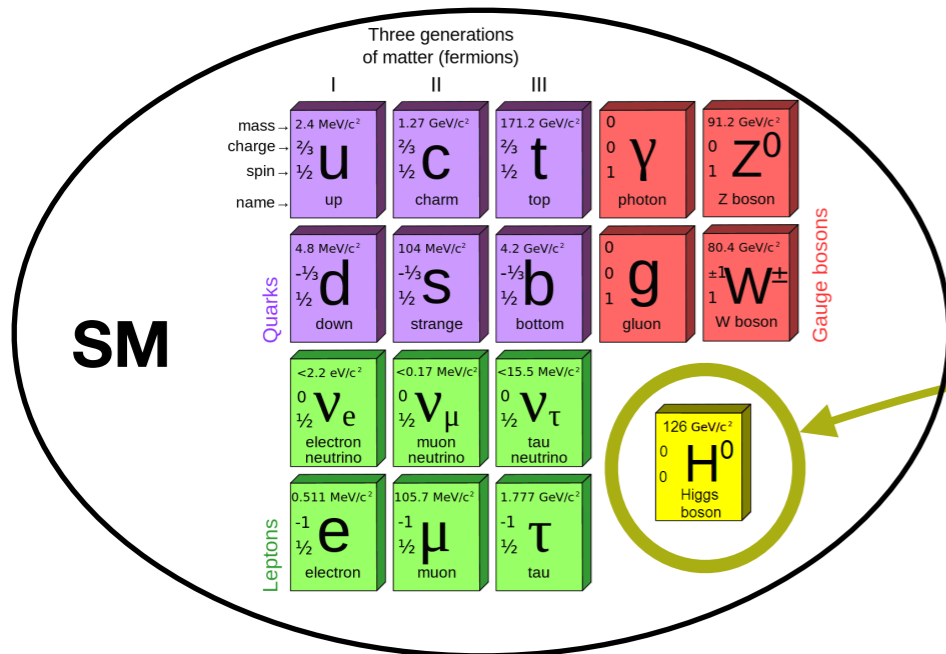 Three generations
of matter (fermions)
I II III
mass→
charge→
spin→
name→
2.4 MeV/c²
⅔
½
u
up
1.27 GeV/c²
⅔
½
c
charm
171.2 GeV/c²
⅔
½
t
top
0
0
1
γ
photon
91.2 GeV/c²
0
1
Z⁰
Z boson
Quarks
4.8 MeV/c²
-⅓
½
d
down
104 MeV/c²
-⅓
½
s
strange
4.2 GeV/c²
-⅓
½
b
bottom
0
0
1
g
gluon
80.4 GeV/c²
±1
1
W±
W boson
Gauge bosons
SM
<2.2 eV/c²
0
½
νe
electron
neutrino
<0.17 MeV/c²
0
½
νμ
muon
neutrino
<15.5 MeV/c²
0
½
ντ
tau
neutrino
126 GeV/c²
0
0
H⁰
Higgs
boson
Leptons
0.511 MeV/c²
-1
½
e
electron
105.7 MeV/c²
-1
½
μ
muon
1.777 GeV/c²
-1
½
τ
tau